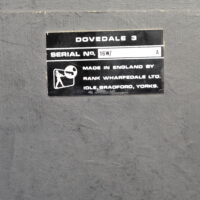 DOVEDALE 3
SERIAL No. A
MADE IN ENGLAND BY
RANK WHARFEDALE LTD.
IDLE, BRADFORD, YORKS.